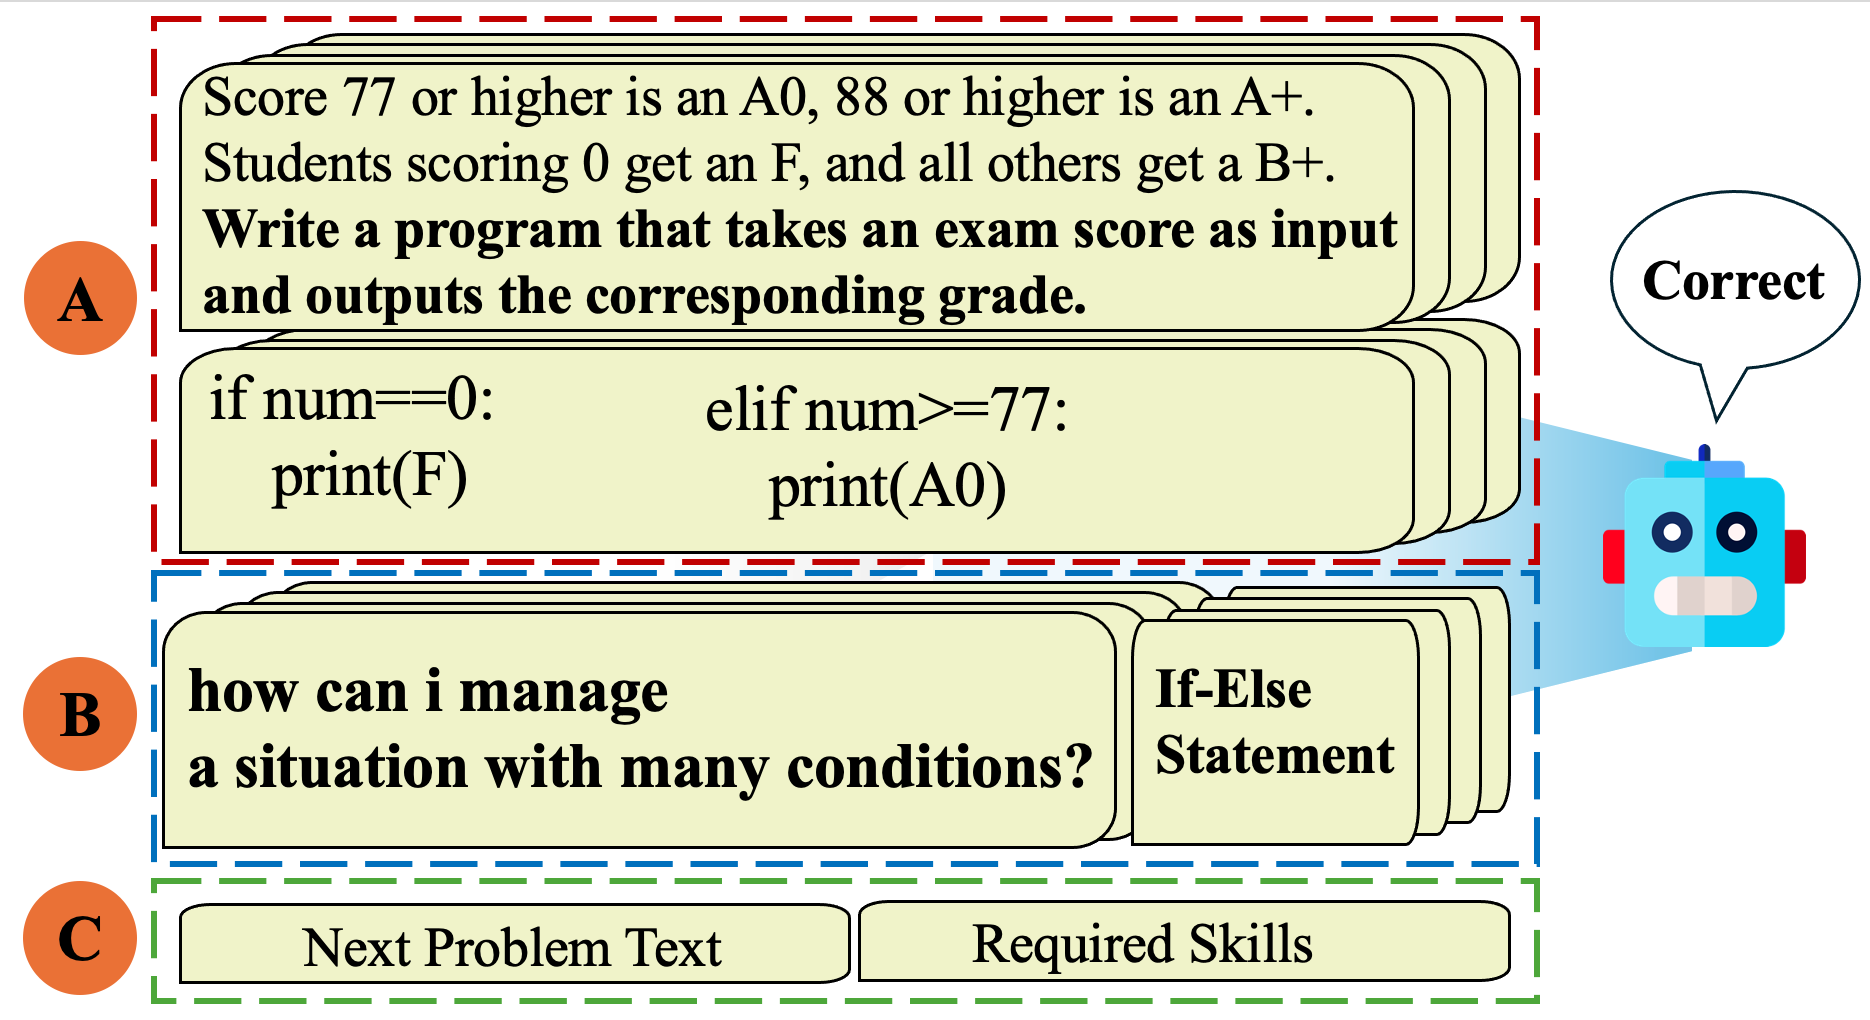 A
Score 77 or higher is an A0, 88 or higher is an A+.
Students scoring 0 get an F, and all others get a B+.
Write a program that takes an exam score as input
and outputs the corresponding grade.
if num==0:
print(F)
elif num>=77:
print(A0)
Correct
B
how can i manage
a situation with many conditions?
If-Else
Statement
C
Next Problem Text
Required Skills